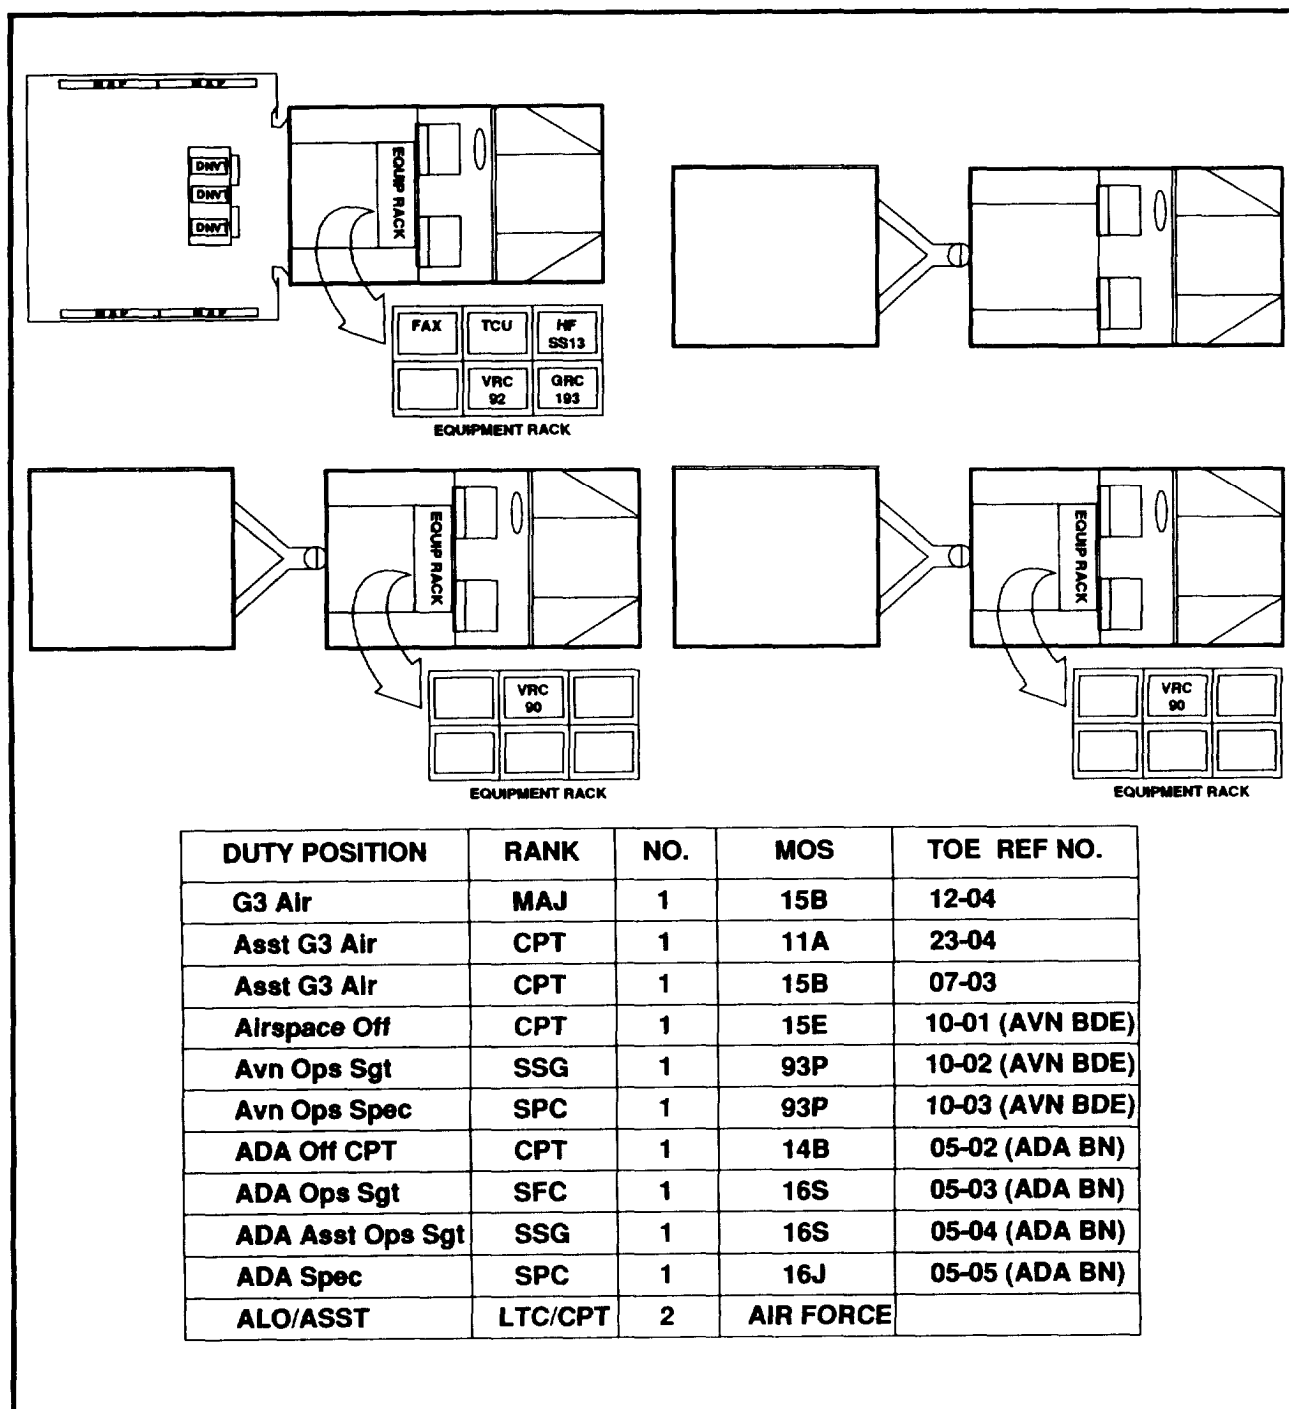 MAP MAP
DNVT
DNVT
DNVT
EQUIP RACK
MAP MAP
FAX TCU HF SS13
VRC 92 GRC 193
EQUIPMENT RACK
EQUIP RACK
VRC 90
EQUIPMENT RACK
EQUIP RACK
VRC 90
EQUIPMENT RACK
DUTY POSITION RANK NO. MOS TOE REF NO.
G3 Air MAJ 1 15B 12-04
Asst G3 Air CPT 1 11A 23-04
Asst G3 Air CPT 1 15B 07-03
Airspace Off CPT 1 15E 10-01 (AVN BDE)
Avn Ops Sgt SSG 1 93P 10-02 (AVN BDE)
Avn Ops Spec SPC 1 93P 10-03 (AVN BDE)
ADA Off CPT CPT 1 14B 05-02 (ADA BN)
ADA Ops Sgt SFC 1 16S 05-03 (ADA BN)
ADA Asst Ops Sgt SSG 1 16S 05-04 (ADA BN)
ADA Spec SPC 1 16J 05-05 (ADA BN)
ALO/ASST LTC/CPT 2 AIR FORCE